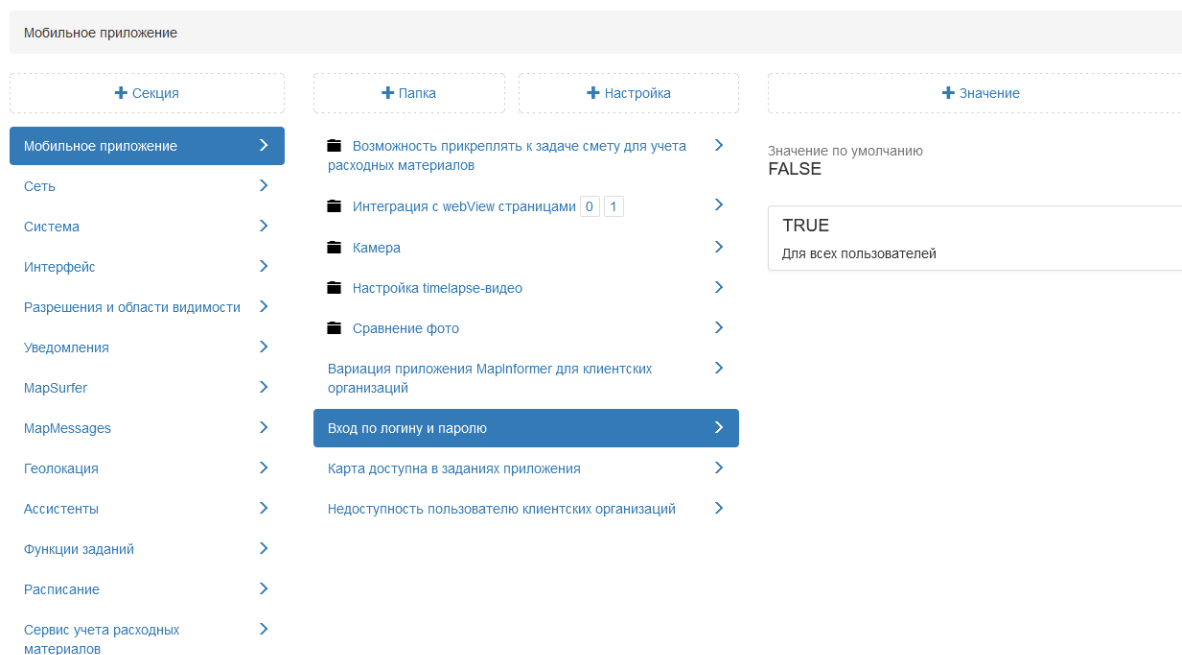 Мобильное приложение
+ Секция
Мобильное приложение
Сеть
Система
Интерфейс
Разрешения и области видимости
Уведомления
MapSurfer
MapMessages
Геолокация
Ассистенты
Функции заданий
Расписание
Сервис учета расходных
материалов
+ Папка
+ Настройка
Возможность прикреплять к задаче смету для учета
расходных материалов
Интеграция с webView страницами 0 1
Камера
Настройка timelapse-видео
Сравнение фото
Вариация приложения MapInformer для клиентских
организаций
Вход по логину и паролю
Карта доступна в заданиях приложения
Недоступность пользователю клиентских организаций
+ Значение
Значение по умолчанию
FALSE
TRUE
Для всех пользователей